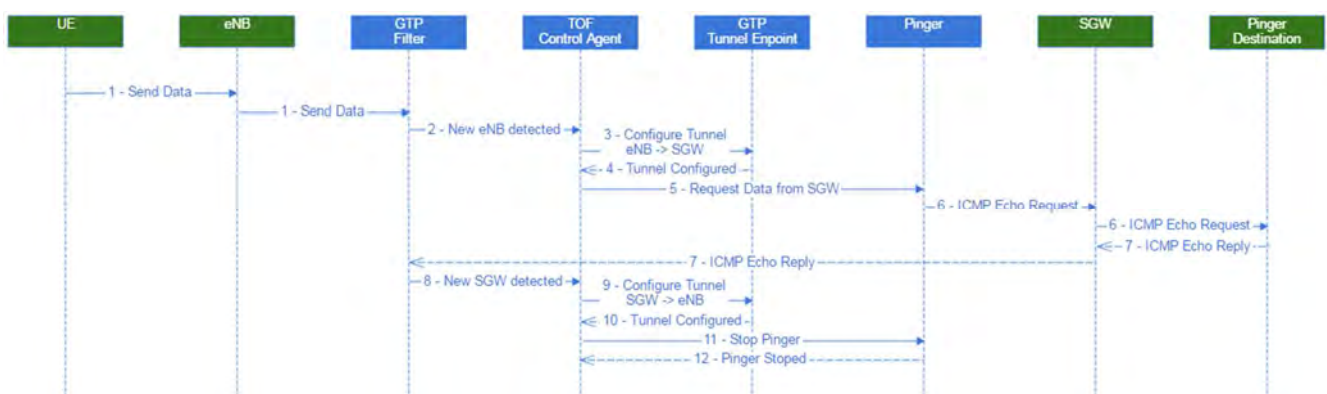 UE
eNB
GTP
Filter
TOF
Control Agent
GTP
Tunnel Enpoint
Pinger
SGW
Pinger
Destination
1 - Send Data
1 - Send Data
2 - New eNB detected
3 - Configure Tunnel
eNB -> SGW
4 - Tunnel Configured
5 - Request Data from SGW
6 - ICMP Echo Request
6 - ICMP Echo Request
7 - ICMP Echo Reply
7 - ICMP Echo Reply
8 - New SGW detected
9 - Configure Tunnel
SGW -> eNB
10 - Tunnel Configured
11 - Stop Pinger
12 - Pinger Stoped